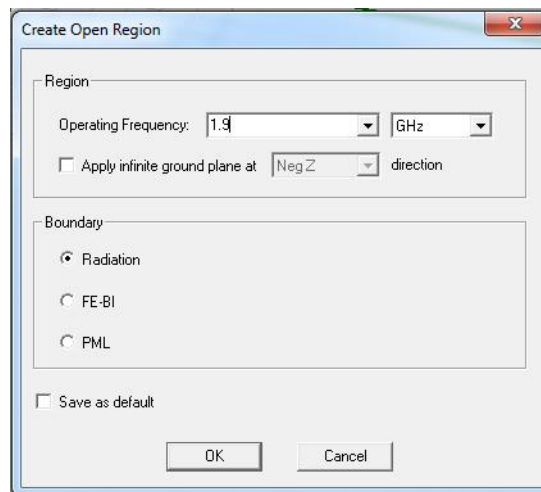 Create Open Region
Region
Operating Frequency: 1.9 GHz
Apply infinite ground plane at Neg Z direction
Boundary
Radiation
FE-BI
PML
Save as default
OK Cancel